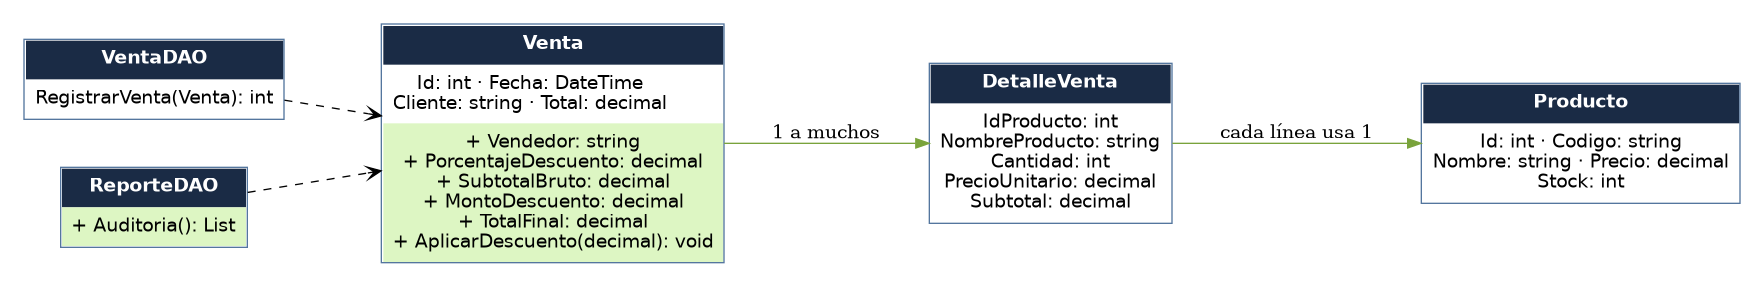 VentaDAO
RegistrarVenta(Venta): int
ReporteDAO
+ Auditoria(): List
Venta
Id: int · Fecha: DateTime
Cliente: string · Total: decimal
+ Vendedor: string
+ PorcentajeDescuento: decimal
+ SubtotalBruto: decimal
+ MontoDescuento: decimal
+ TotalFinal: decimal
+ AplicarDescuento(decimal): void
1 a muchos
DetalleVenta
IdProducto: int
NombreProducto: string
Cantidad: int
PrecioUnitario: decimal
Subtotal: decimal
cada línea usa 1
Producto
Id: int · Codigo: string
Nombre: string · Precio: decimal
Stock: int